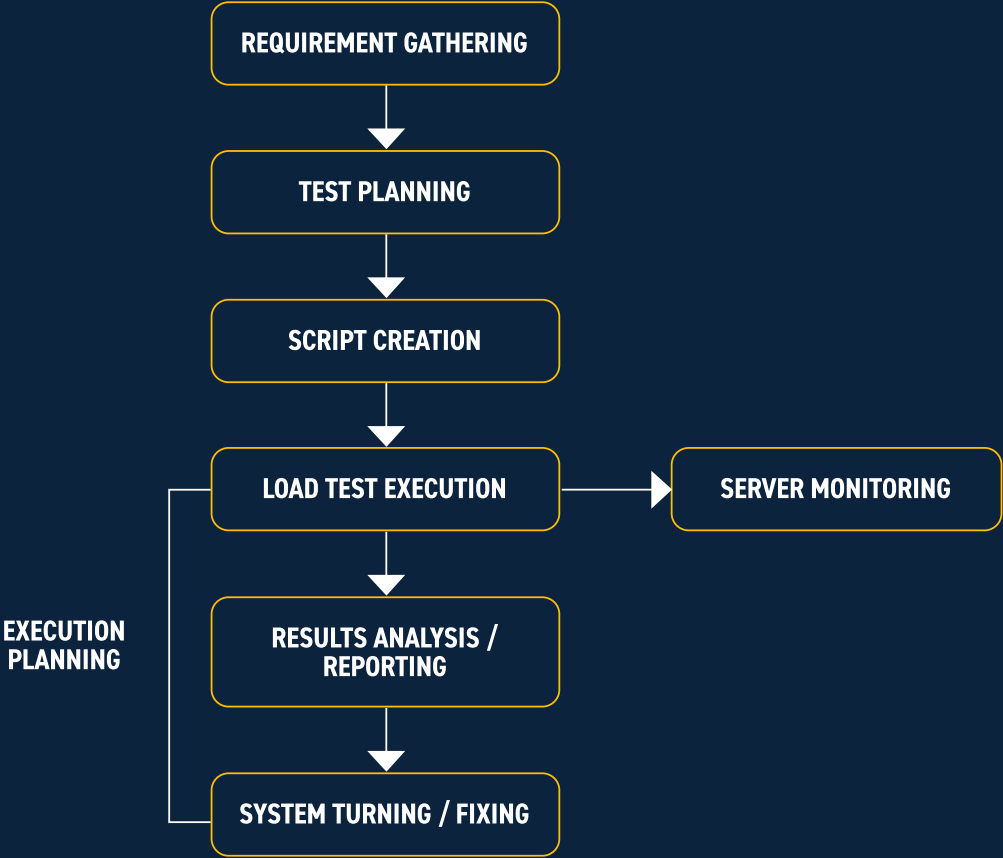 REQUIREMENT GATHERING
TEST PLANNING
SCRIPT CREATION
LOAD TEST EXECUTION
SERVER MONITORING
EXECUTION
PLANNING
RESULTS ANALYSIS /
REPORTING
SYSTEM TURNING / FIXING